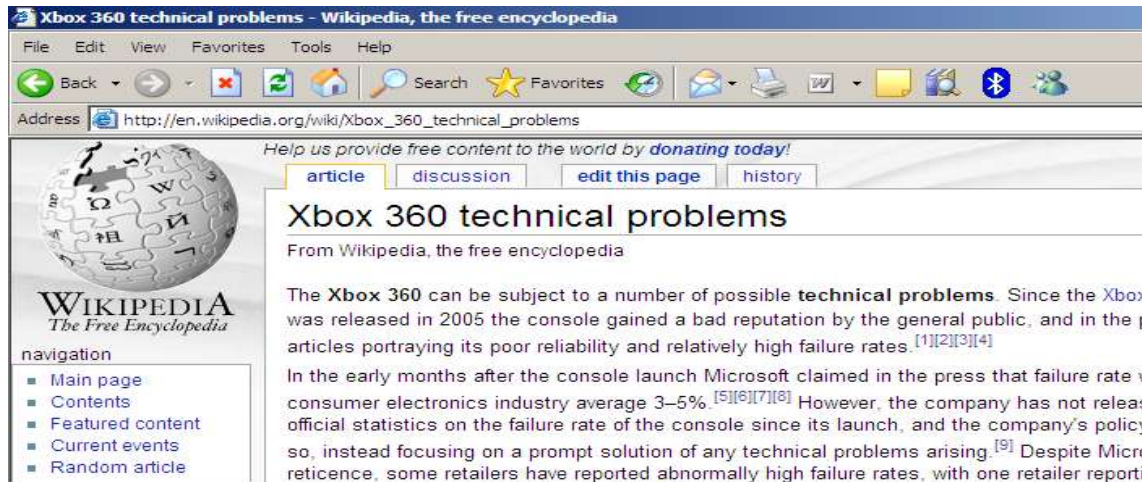 Xbox 360 technical problems - Wikipedia, the free encyclopedia
File Edit View Favorites Tools Help
Back Search Favorites
Address http://en.wikipedia.org/wiki/Xbox_360_technical_problems
Help us provide free content to the world by donating today!
article discussion edit this page history
Xbox 360 technical problems
From Wikipedia, the free encyclopedia
The Xbox 360 can be subject to a number of possible technical problems. Since the Xbox
was released in 2005 the console gained a bad reputation by the general public, and in the p
articles portraying its poor reliability and relatively high failure rates.[1][2][3][4]
In the early months after the console launch Microsoft claimed in the press that failure rate
consumer electronics industry average 3–5%.[5][6][7][8] However, the company has not releas
official statistics on the failure rate of the console since its launch, and the company's policy
so, instead focusing on a prompt solution of any technical problems arising.[9] Despite Micro
reticence, some retailers have reported abnormally high failure rates, with one retailer reporti
WIKIPEDIA
The Free Encyclopedia
navigation
Main page
Contents
Featured content
Current events
Random article